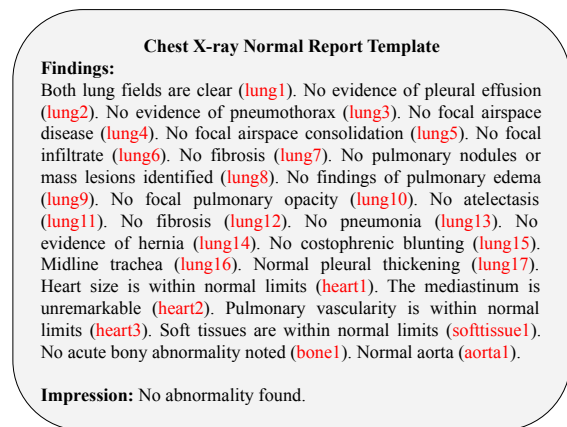 Chest X-ray Normal Report Template
Findings:
Both lung fields are clear (lung1). No evidence of pleural effusion
(lung2). No evidence of pneumothorax (lung3). No focal airspace
disease (lung4). No focal airspace consolidation (lung5). No focal
infiltrate (lung6). No fibrosis (lung7). No pulmonary nodules or
mass lesions identified (lung8). No findings of pulmonary edema
(lung9). No focal pulmonary opacity (lung10). No atelectasis
(lung11). No fibrosis (lung12). No pneumonia (lung13). No
evidence of hernia (lung14). No costophrenic blunting (lung15).
Midline trachea (lung16). Normal pleural thickening (lung17).
Heart size is within normal limits (heart1). The mediastinum is
unremarkable (heart2). Pulmonary vascularity is within normal
limits (heart3). Soft tissues are within normal limits (softtissue1).
No acute bony abnormality noted (bone1). Normal aorta (aorta1).
Impression: No abnormality found.